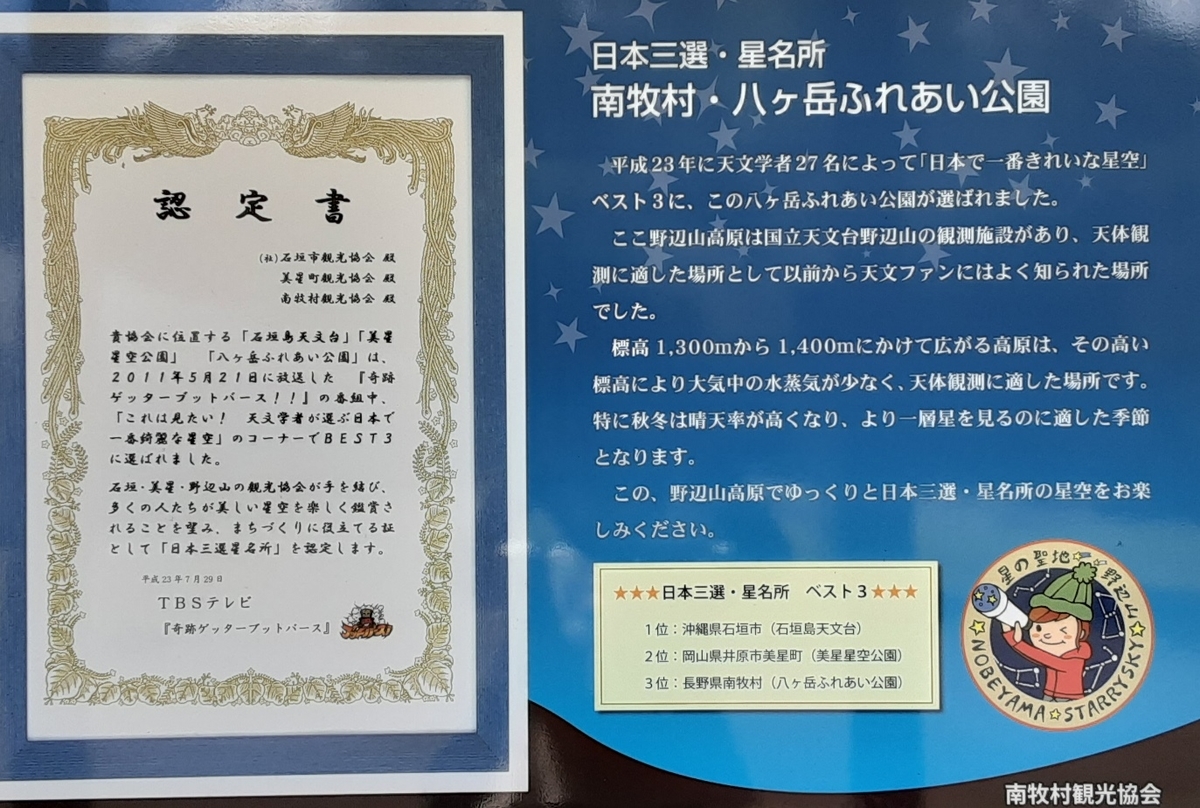 認定書
(社)石垣市観光協会 殿
美星町観光協会 殿
南牧村観光協会 殿
貴協会に位置する「石垣島天文台」「美星
星空公園」 「八ヶ岳ふれあい公園」は、
2011年5月21日に放送した 『奇跡
ゲッターブットバース!!』の番組中、
「これは見たい! 天文学者が選ぶ日本で
一番綺麗な星空」のコーナーでBEST3
に選ばれました。
石垣・美星・野辺山の観光協会が手を結び、
多くの人たちが美しい星空を楽しく鑑賞さ
れることを望み、まちづくりに役立てる証
として「日本三選星名所」を認定します。
平成23年7月29日
TBSテレビ
『奇跡ゲッターブットバース』
日本三選・星名所
南牧村・八ヶ岳ふれあい公園
平成23年に天文学者27名によって「日本で一番きれいな星空」
ベスト3に、この八ヶ岳ふれあい公園が選ばれました。
ここ野辺山高原は国立天文台野辺山の観測施設があり、天体観
測に適した場所として以前から天文ファンにはよく知られた場所
でした。
標高1,300mから1,400mにかけて広がる高原は、その高い
標高により大気中の水蒸気が少なく、天体観測に適した場所です。
特に秋冬は晴天率が高くなり、より一層星を見るのに適した季節
となります。
この、野辺山高原でゆっくりと日本三選・星名所の星空をお楽
しみください。
★★★日本三選・星名所 ベスト3★★★
1位:沖縄県石垣市(石垣島天文台)
2位:岡山県井原市美星町(美星星空公園)
3位:長野県南牧村(八ヶ岳ふれあい公園)
星の聖地★野辺山
NOBEYAMA☆STARRYSKY
南牧村観光協会